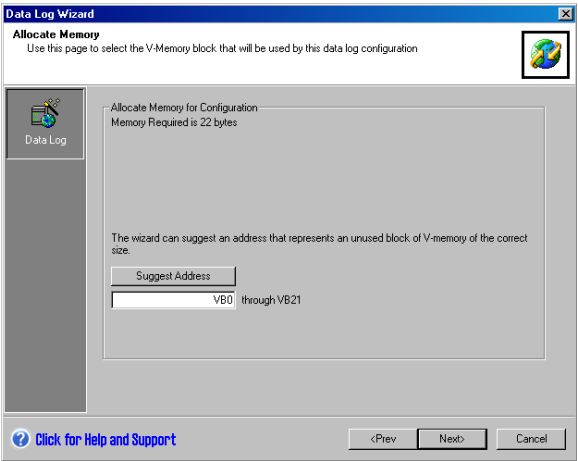 Data Log Wizard
Allocate Memory
Use this page to select the V-Memory block that will be used by this data log configuration
Data Log
Allocate Memory for Configuration
Memory Required is 22 bytes
The wizard can suggest an address that represents an unused block of V-memory of the correct
size.
Suggest Address
VB0 through VB21
Click for Help and Support
<Prev Next> Cancel